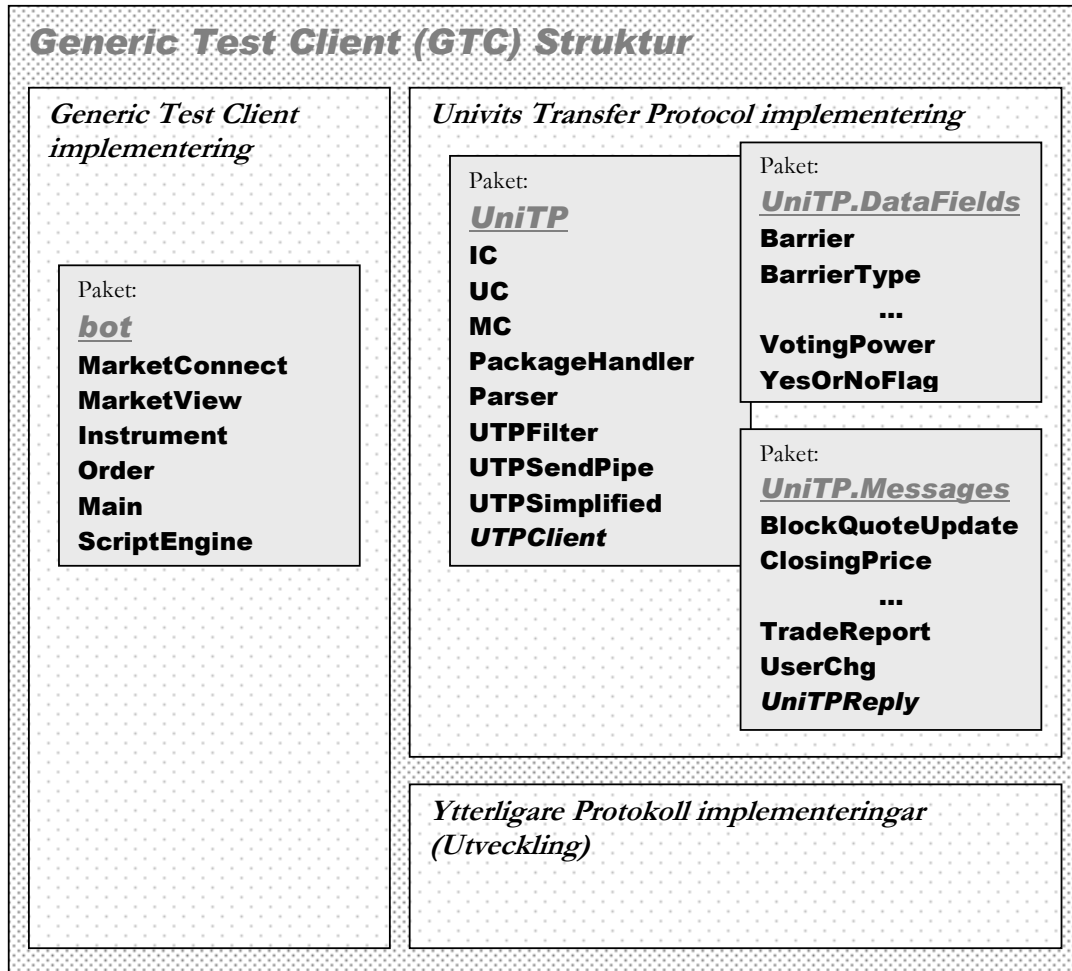 Generic Test Client (GTC) Struktur
Generic Test Client
implementering
Paket:
bot
MarketConnect
MarketView
Instrument
Order
Main
ScriptEngine
Univits Transfer Protocol implementering
Paket:
UniTP
IC
UC
MC
PackageHandler
Parser
UTPFilter
UTPSendPipe
UTPSimplified
UTPClient
Paket:
UniTP.DataFields
Barrier
BarrierType
...
VotingPower
YesOrNoFlag
Paket:
UniTP.Messages
BlockQuoteUpdate
ClosingPrice
...
TradeReport
UserChg
UniTPReply
Ytterligare Protokoll implementeringar
(Utveckling)